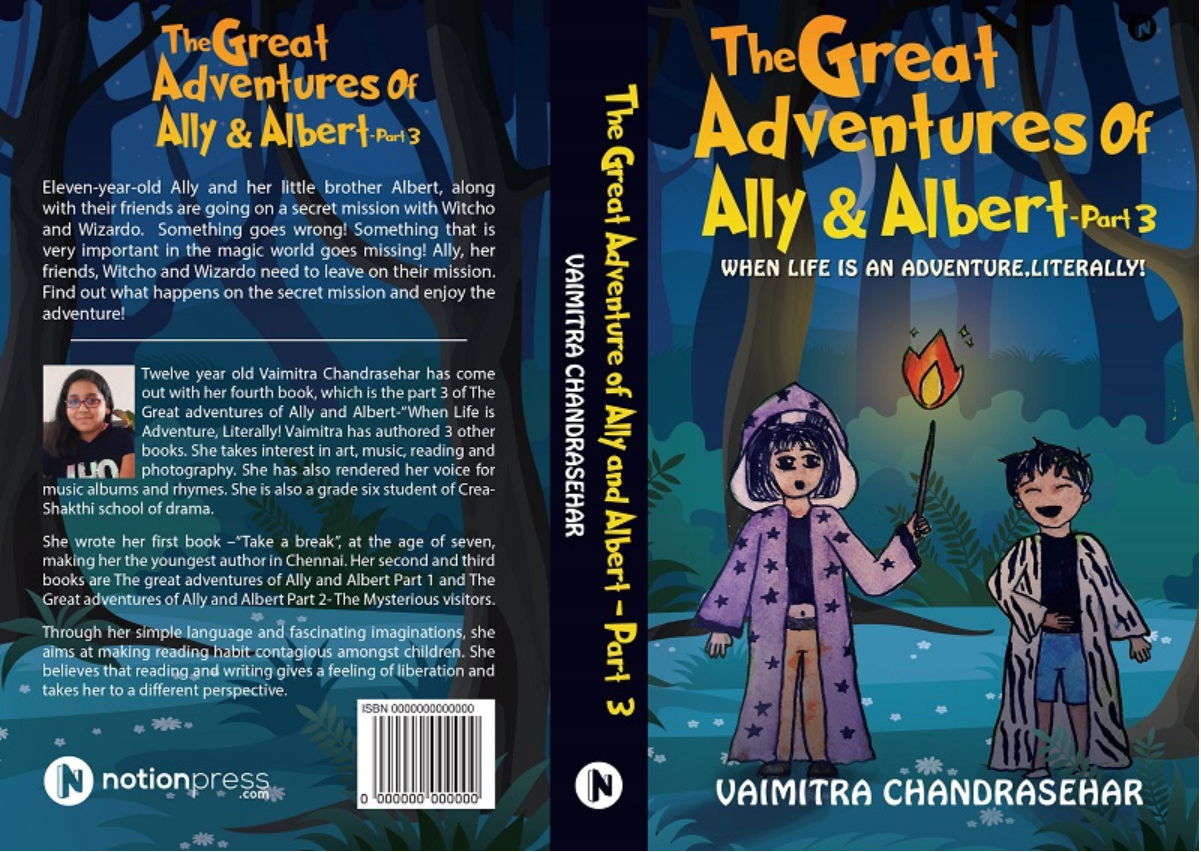 The Great
Adventures Of
Ally & Albert-Part 3
Eleven-year-old Ally and her little brother Albert, along
with their friends are going on a secret mission with Witcho
and Wizardo. Something goes wrong! Something that is
very important in the magic world goes missing! Ally, her
friends, Witcho and Wizardo need to leave on their mission.
Find out what happens on the secret mission and enjoy the
adventure!
Twelve year old Vaimitra Chandrasehar has come
out with her fourth book, which is the part 3 of The
Great adventures of Ally and Albert-“When Life is
Adventure, Literally! Vaimitra has authored 3 other
books. She takes interest in art, music, reading and
photography. She has also rendered her voice for
music albums and rhymes. She is also a grade six student of Crea-
Shakthi school of drama.
She wrote her first book –“Take a break”, at the age of seven,
making her the youngest author in Chennai. Her second and third
books are The great adventures of Ally and Albert Part 1 and The
Great adventures of Ally and Albert Part 2- The Mysterious visitors.
Through her simple language and fascinating imaginations, she
aims at making reading habit contagious amongst children. She
believes that reading and writing gives a feeling of liberation and
takes her to a different perspective.
ISBN 0000000000000
0 000000 000000
N notionpress
.com
The Great Adventure of Ally and Albert – Part 3
VAIMITRA CHANDRASEHAR
N
N
The Great
Adventures Of
Ally & Albert-Part 3
WHEN LIFE IS AN ADVENTURE,LITERALLY!
VAIMITRA CHANDRASEHAR